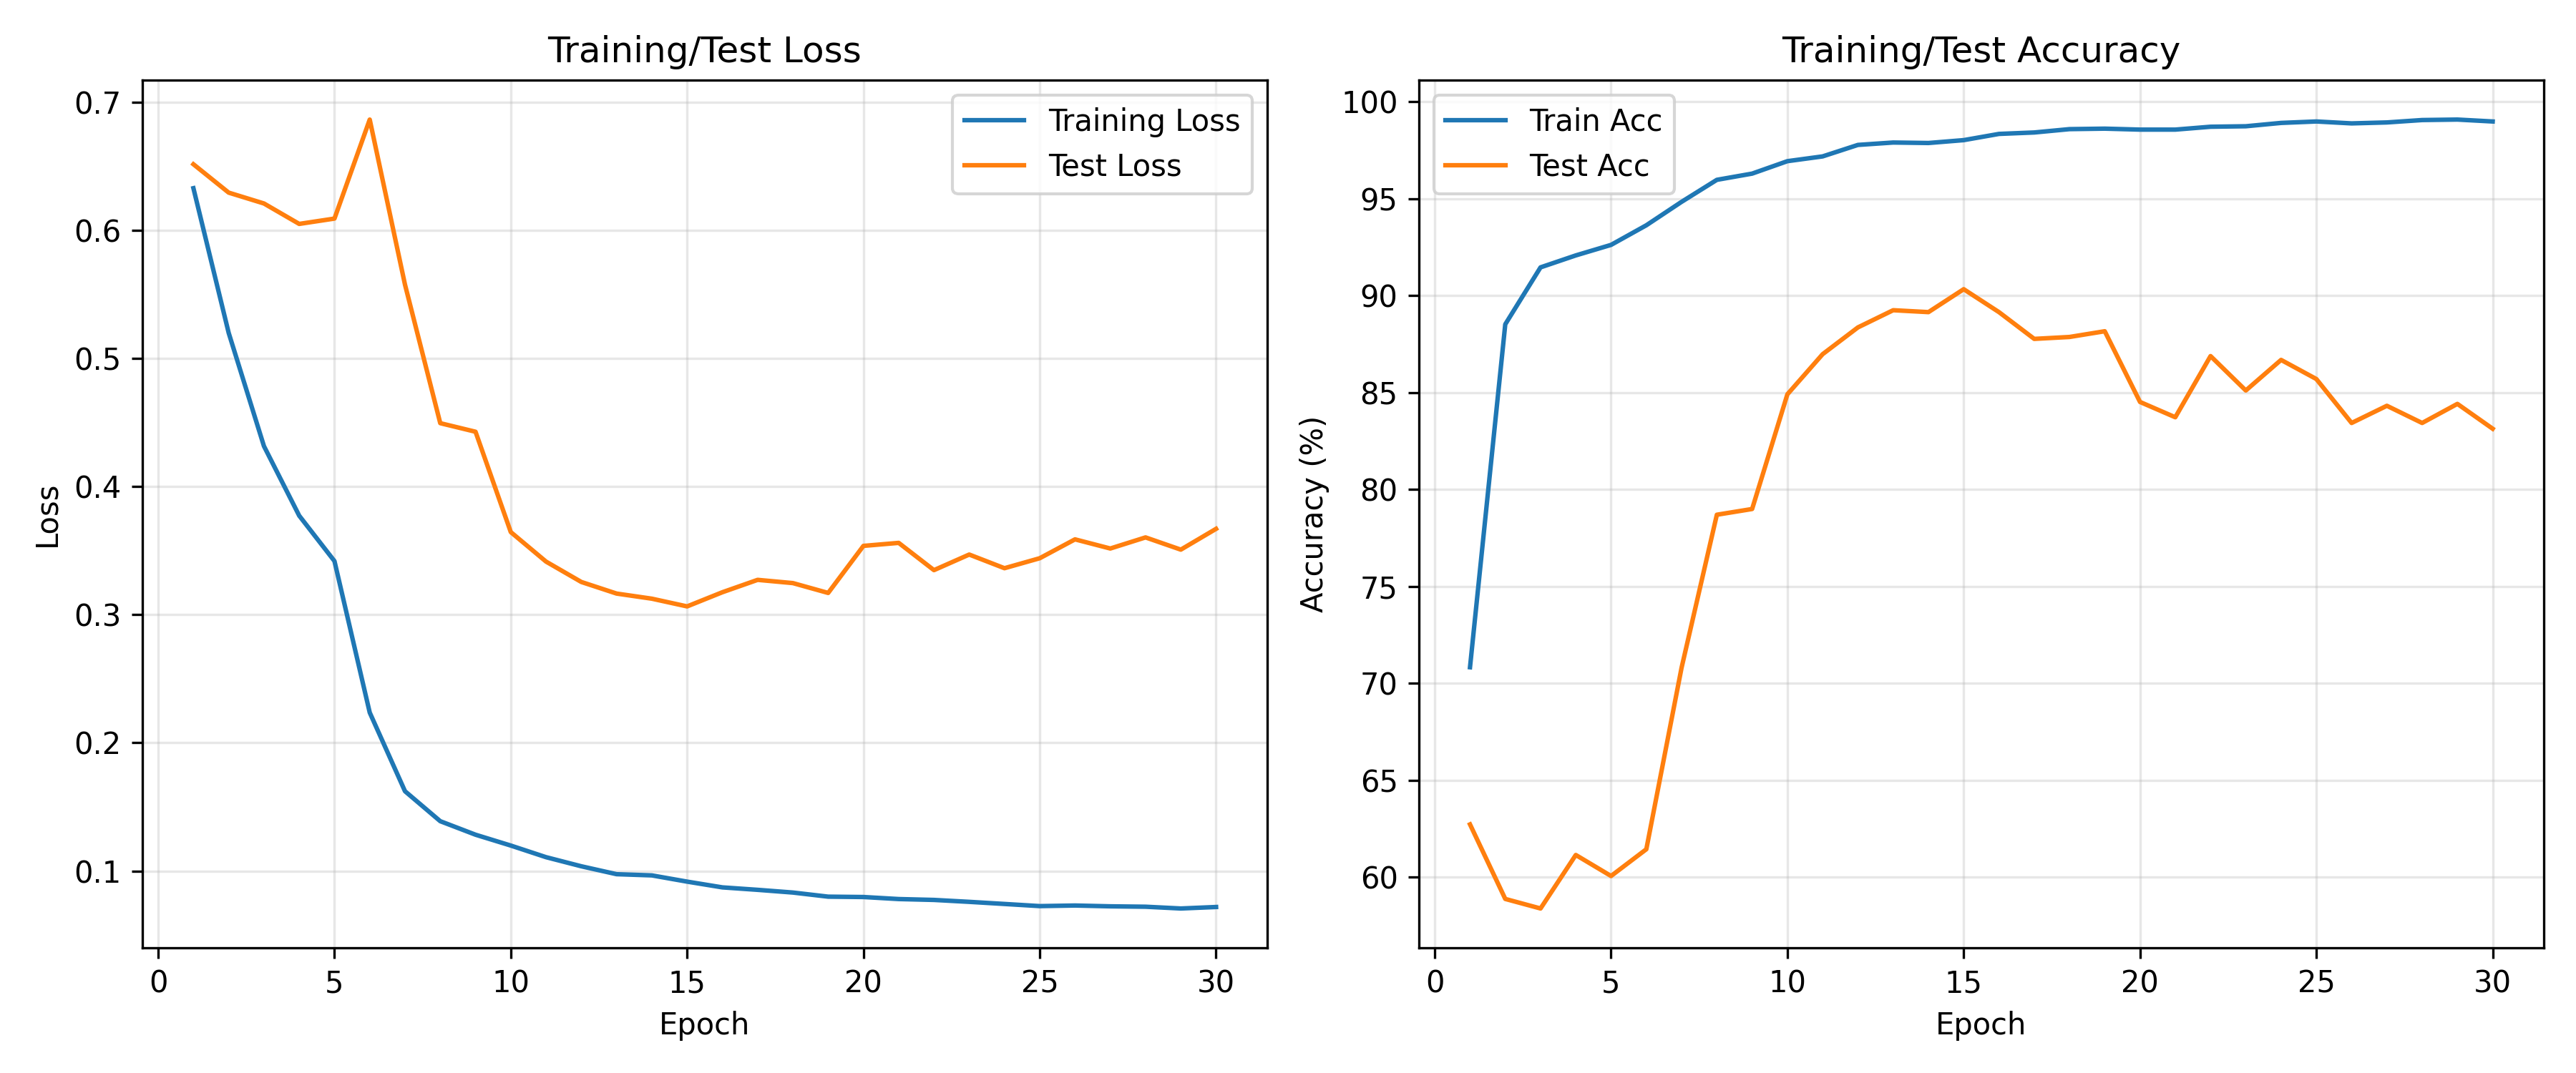 Training/Test Loss
Training Loss
Test Loss
0.7
0.6
0.5
0.4
0.3
0.2
0.1
Loss
0 5 10 15 20 25 30
Epoch
Training/Test Accuracy
Train Acc
Test Acc
100
95
90
85
80
75
70
65
60
Accuracy (%)
0 5 10 15 20 25 30
Epoch